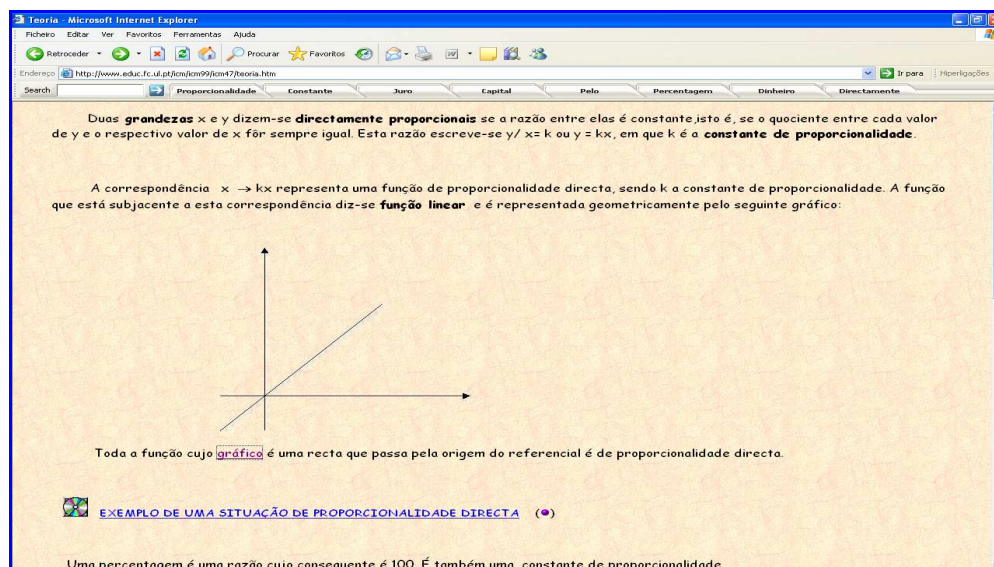 Teoria - Microsoft Internet Explorer
Ficheiro Editar Ver Favoritos Ferramentas Ajuda
Retroceder Procurar Favoritos
Endereço http://www.educ.fc.ul.pt/icm/icm99/icm47/teoria.htm Ir para Hiperligações
Search Proporcionalidade Constante Juro Capital Pelo Percentagem Dinheiro Directamente
Duas grandezas x e y dizem-se directamente proporcionais se a razão entre elas é constante,isto é, se o quociente entre cada valor
de y e o respectivo valor de x fôr sempre igual. Esta razão escreve-se y/ x= k ou y = kx, em que k é a constante de proporcionalidade.
A correspondência x → kx representa uma função de proporcionalidade directa, sendo k a constante de proporcionalidade. A função
que está subjacente a esta correspondência diz-se função linear e é representada geometricamente pelo seguinte gráfico:
Toda a função cujo gráfico é uma recta que passa pela origem do referencial é de proporcionalidade directa.
EXEMPLO DE UMA SITUAÇÃO DE PROPORCIONALIDADE DIRECTA (●)
Uma percentagem é uma razão cujo consequente é 100. É também uma constante de proporcionalidade